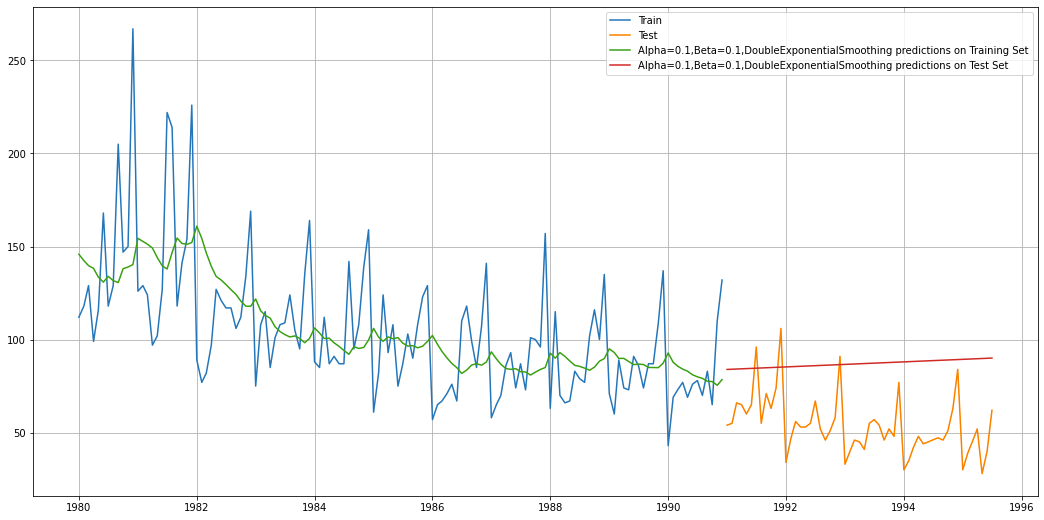 Train
Test
Alpha=0.1,Beta=0.1,DoubleExponentialSmoothing predictions on Training Set
Alpha=0.1,Beta=0.1,DoubleExponentialSmoothing predictions on Test Set
250
200
150
100
50
1980 1982 1984 1986 1988 1990 1992 1994 1996